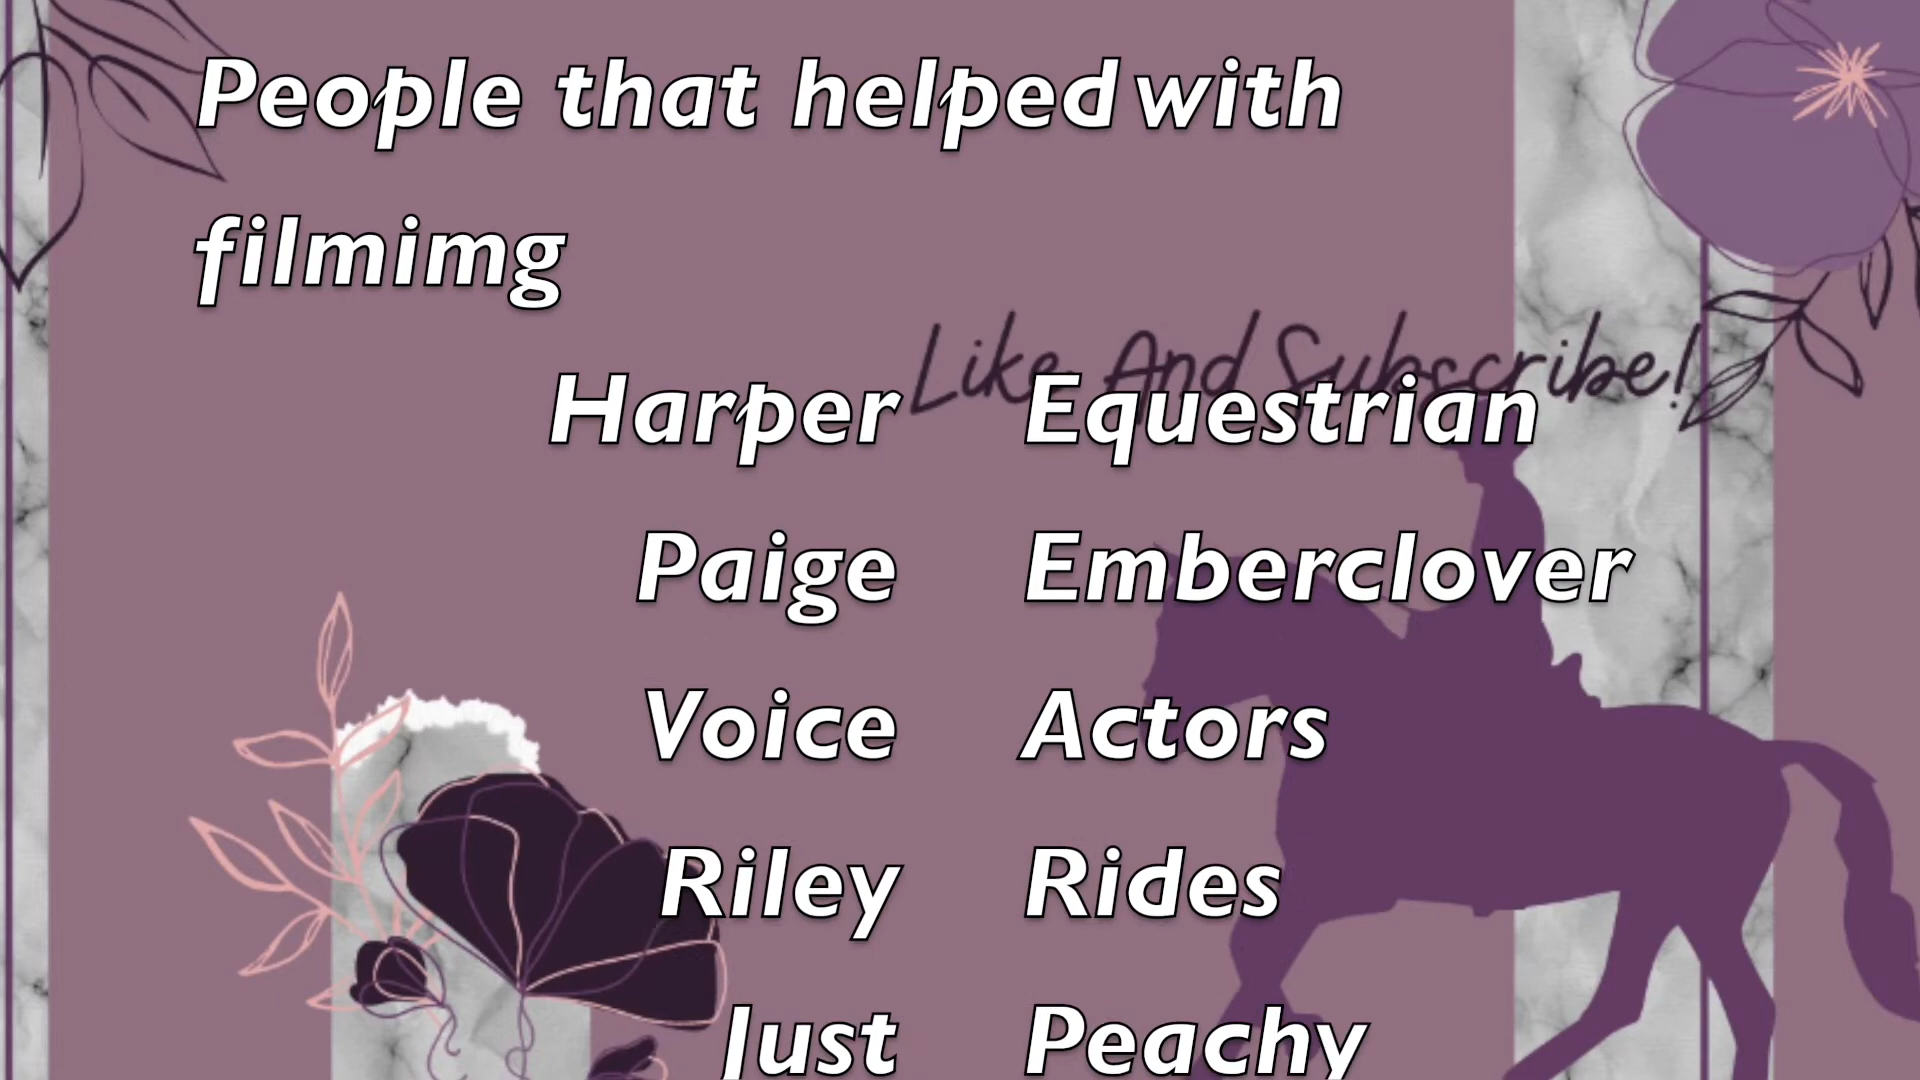 People that helped with
filmimg
Like And Subscribe!
Harper Equestrian
Paige Emberclover
Voice Actors
Riley Rides
Just Peachy